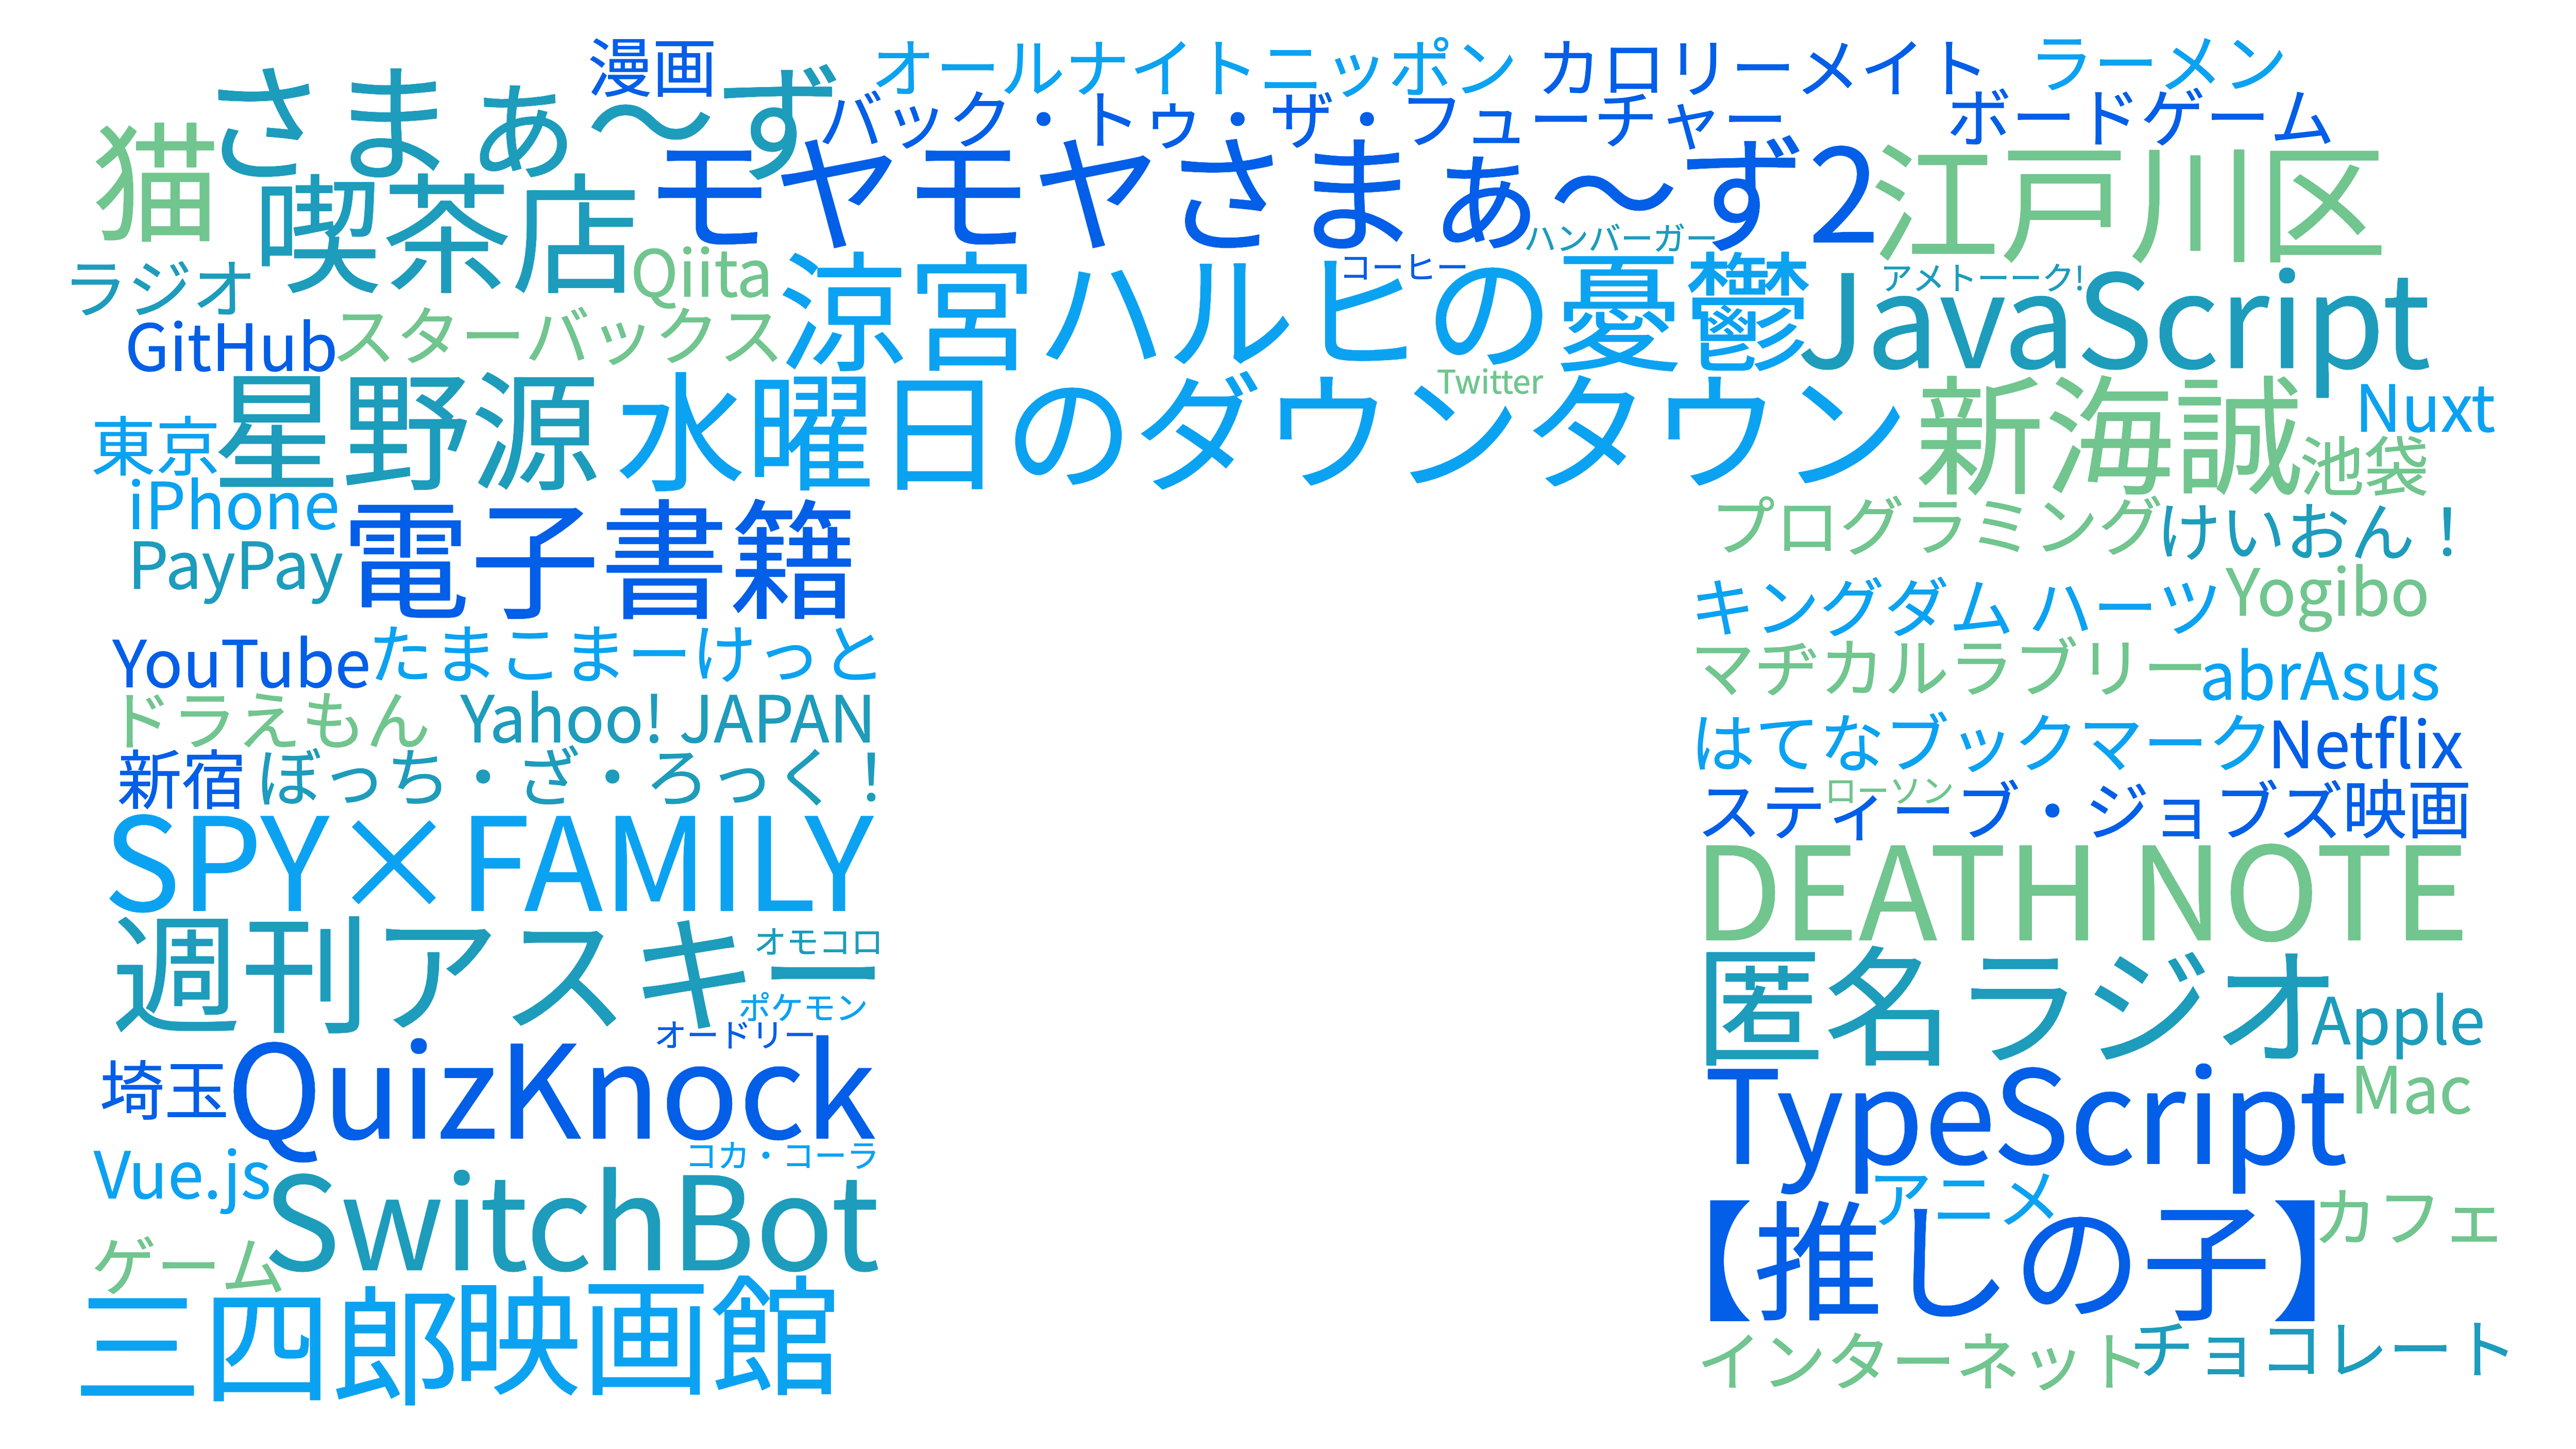 漫画
オールナイトニッポン
カロリーメイト
ラーメン
さまぁ～ず
バック・トゥ・ザ・フューチャー
ボードゲーム
猫
モヤモヤさまぁ～ず2
江戸川区
喫茶店
ハンバーガー
ラジオ
Qiita
コーヒー
アメトーーク!
GitHub
スターバックス
涼宮ハルヒの憂鬱
JavaScript
Twitter
東京
星野源
水曜日のダウンタウン
新海誠
Nuxt
池袋
iPhone
電子書籍
プログラミング
けいおん！
PayPay
キングダム ハーツ
Yogibo
YouTube
たまこまーけっと
マヂカルラブリー
abrAsus
ドラえもん
Yahoo! JAPAN
はてなブックマーク
Netflix
新宿
ぼっち・ざ・ろっく！
ローソン
スティーブ・ジョブズ
映画
SPY×FAMILY
DEATH NOTE
週刊アスキー
オモコロ
ポケモン
匿名ラジオ
Apple
オードリー
埼玉
QuizKnock
TypeScript
Mac
コカ・コーラ
Vue.js
SwitchBot
アニメ
カフェ
ゲーム
【推しの子】
三四郎
映画館
インターネット
チョコレート